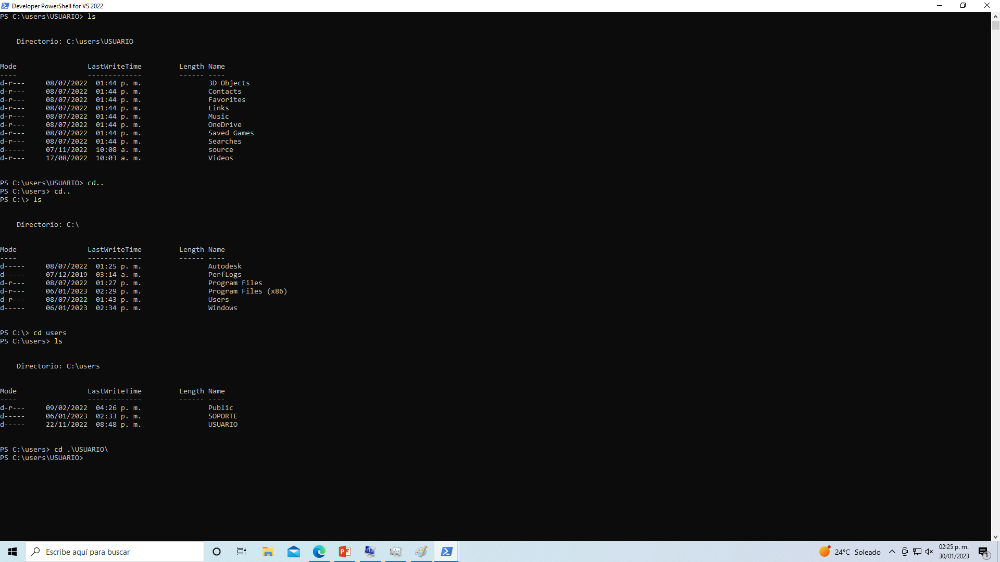 Developer PowerShell for VS 2022
PS C:\users\USUARIO> ls
Directorio: C:\users\USUARIO
Mode                 LastWriteTime         Length Name
----                 -------------         ------ ----
d-r---     08/07/2022  01:44 p. m.                3D Objects
d-r---     08/07/2022  01:44 p. m.                Contacts
d-r---     08/07/2022  01:44 p. m.                Favorites
d-r---     08/07/2022  01:44 p. m.                Links
d-r---     08/07/2022  01:44 p. m.                Music
d-r---     08/07/2022  01:44 p. m.                OneDrive
d-r---     08/07/2022  01:44 p. m.                Saved Games
d-r---     08/07/2022  01:44 p. m.                Searches
d-----     07/11/2022  10:08 a. m.                source
d-r---     17/08/2022  10:03 a. m.                Videos
PS C:\users\USUARIO> cd..
PS C:\users> cd..
PS C:\> ls
Directorio: C:\
Mode                 LastWriteTime         Length Name
----                 -------------         ------ ----
d-----     08/07/2022  01:25 p. m.                Autodesk
d-----     07/12/2019  03:14 a. m.                PerfLogs
d-r---     08/07/2022  01:27 p. m.                Program Files
d-r---     06/01/2023  02:29 p. m.                Program Files (x86)
d-r---     08/07/2022  01:43 p. m.                Users
d-----     06/01/2023  02:34 p. m.                Windows
PS C:\> cd users
PS C:\users> ls
Directorio: C:\users
Mode                 LastWriteTime         Length Name
----                 -------------         ------ ----
d-r---     09/02/2022  04:26 p. m.                Public
d-----     06/01/2023  02:33 p. m.                SOPORTE
d-----     22/11/2022  08:48 p. m.                USUARIO
PS C:\users> cd .\USUARIO\
PS C:\users\USUARIO>
Escribe aquí para buscar
24°C Soleado
02:25 p. m.
30/01/2023
1